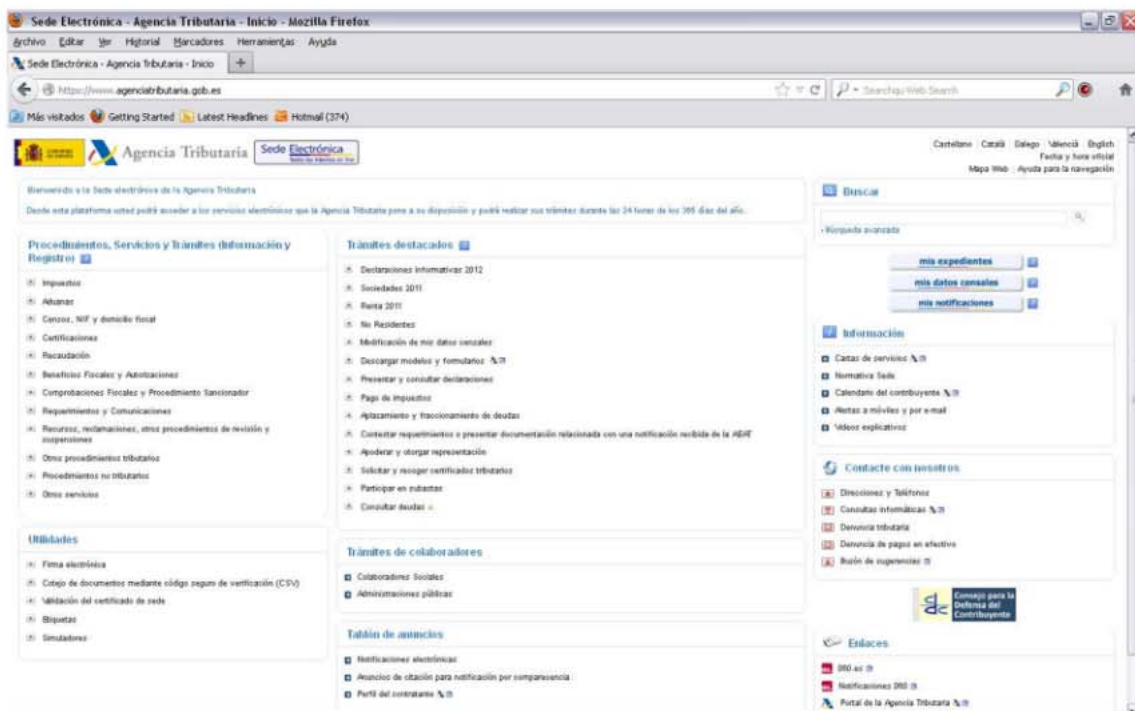 Sede Electrónica - Agencia Tributaria - Inicio - Mozilla Firefox
Archivo Editar Ver Historial Marcadores Herramientas Ayuda
Sede Electrónica - Agencia Tributaria - Inicio +
https://www.agenciatributaria.gob.es
Searchqu Web Search
Más visitados Getting Started Latest Headlines Hotmail (374)
Agencia Tributaria
Sede Electrónica
Castellano Català Galego Valencià English
Fecha y hora oficial
Mapa Web Ayuda para la navegación
Bienvenido a la Sede electrónica de la Agencia Tributaria
Desde esta plataforma usted podrá acceder a los servicios electrónicos que la Agencia Tributaria pone a su disposición y podrá realizar sus trámites durante las 24 horas de los 365 días del año.
Procedimientos, Servicios y Trámites (Información y
Registro)
Impuestos
Aduanas
Censos, NIF y domicilio fiscal
Certificaciones
Recaudación
Beneficios Fiscales y Autorizaciones
Comprobaciones Fiscales y Procedimiento Sancionador
Requerimientos y Comunicaciones
Recursos, reclamaciones, otros procedimientos de revisión y
suspensiones
Otros procedimientos tributarios
Procedimientos no tributarios
Otros servicios
Utilidades
Firma electrónica
Cotejo de documentos mediante código seguro de verificación (CSV)
Validación del certificado de sede
Etiquetas
Simuladores
Trámites destacados
Declaraciones informativas 2012
Sociedades 2011
Renta 2011
No Residentes
Modificación de mis datos censales
Descargar modelos y formularios
Presentar y consultar declaraciones
Pago de impuestos
Aplazamiento y fraccionamiento de deudas
Contestar requerimientos o presentar documentación relacionada con una notificación recibida de la AEAT
Apoderar y otorgar representación
Solicitar y recoger certificados tributarios
Participar en subastas
Consultar deudas
Trámites de colaboradores
Colaboradores Sociales
Administraciones públicas
Tablón de anuncios
Notificaciones electrónicas
Anuncios de citación para notificación por comparecencia
Perfil del contratante
Buscar
Búsqueda avanzada
mis expedientes
mis datos censales
mis notificaciones
Información
Cartas de servicios
Normativa Sede
Calendario del contribuyente
Alertas a móviles y por e-mail
Videos explicativos
Contacte con nosotros
Direcciones y Teléfonos
Consultas informáticas
Denuncia tributaria
Denuncia de pagos en efectivo
Buzón de sugerencias
Consejo para la
Defensa del
Contribuyente
Enlaces
060.es
Notificaciones 060
Portal de la Agencia Tributaria